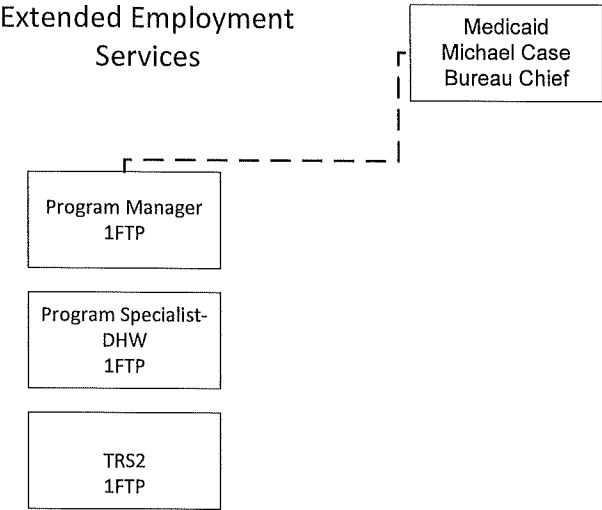 Extended Employment
Services
Medicaid
Michael Case
Bureau Chief
Program Manager
1FTP
Program Specialist-
DHW
1FTP
TRS2
1FTP